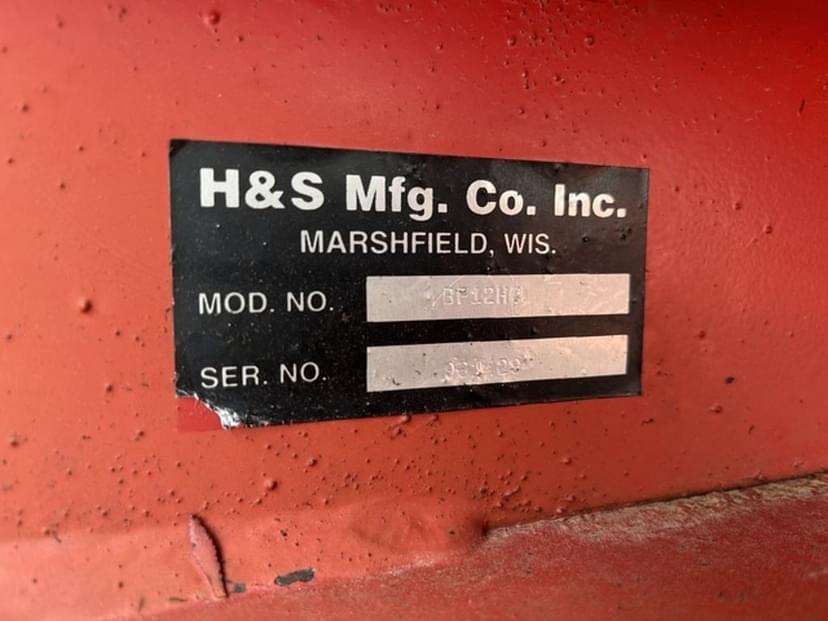 H&S Mfg. Co. Inc.
MARSHFIELD, WIS.
MOD. NO.
SER. NO.